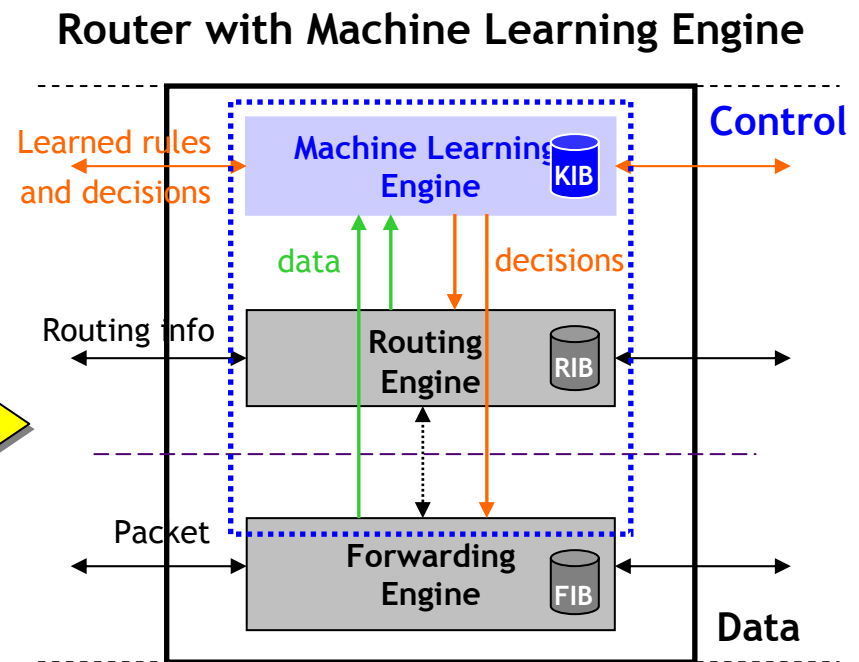 Router with Machine Learning Engine
Control
Learned rules
and decisions
Machine Learning
Engine
KIB
data
decisions
Routing info
Routing
Engine
RIB
Packet
Forwarding
Engine
FIB
Data